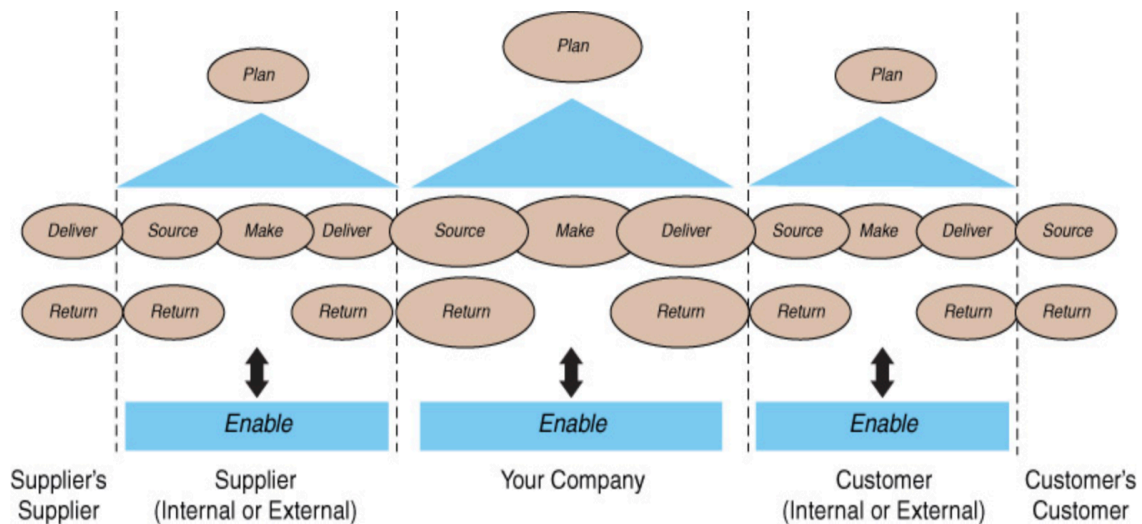 Plan
Plan
Plan
Deliver
Source
Make
Deliver
Source
Make
Deliver
Source
Make
Deliver
Source
Return
Return
Return
Return
Return
Return
Return
Return
Enable
Enable
Enable
Supplier's
Supplier
Supplier
(Internal or External)
Your Company
Customer
(Internal or External)
Customer's
Customer